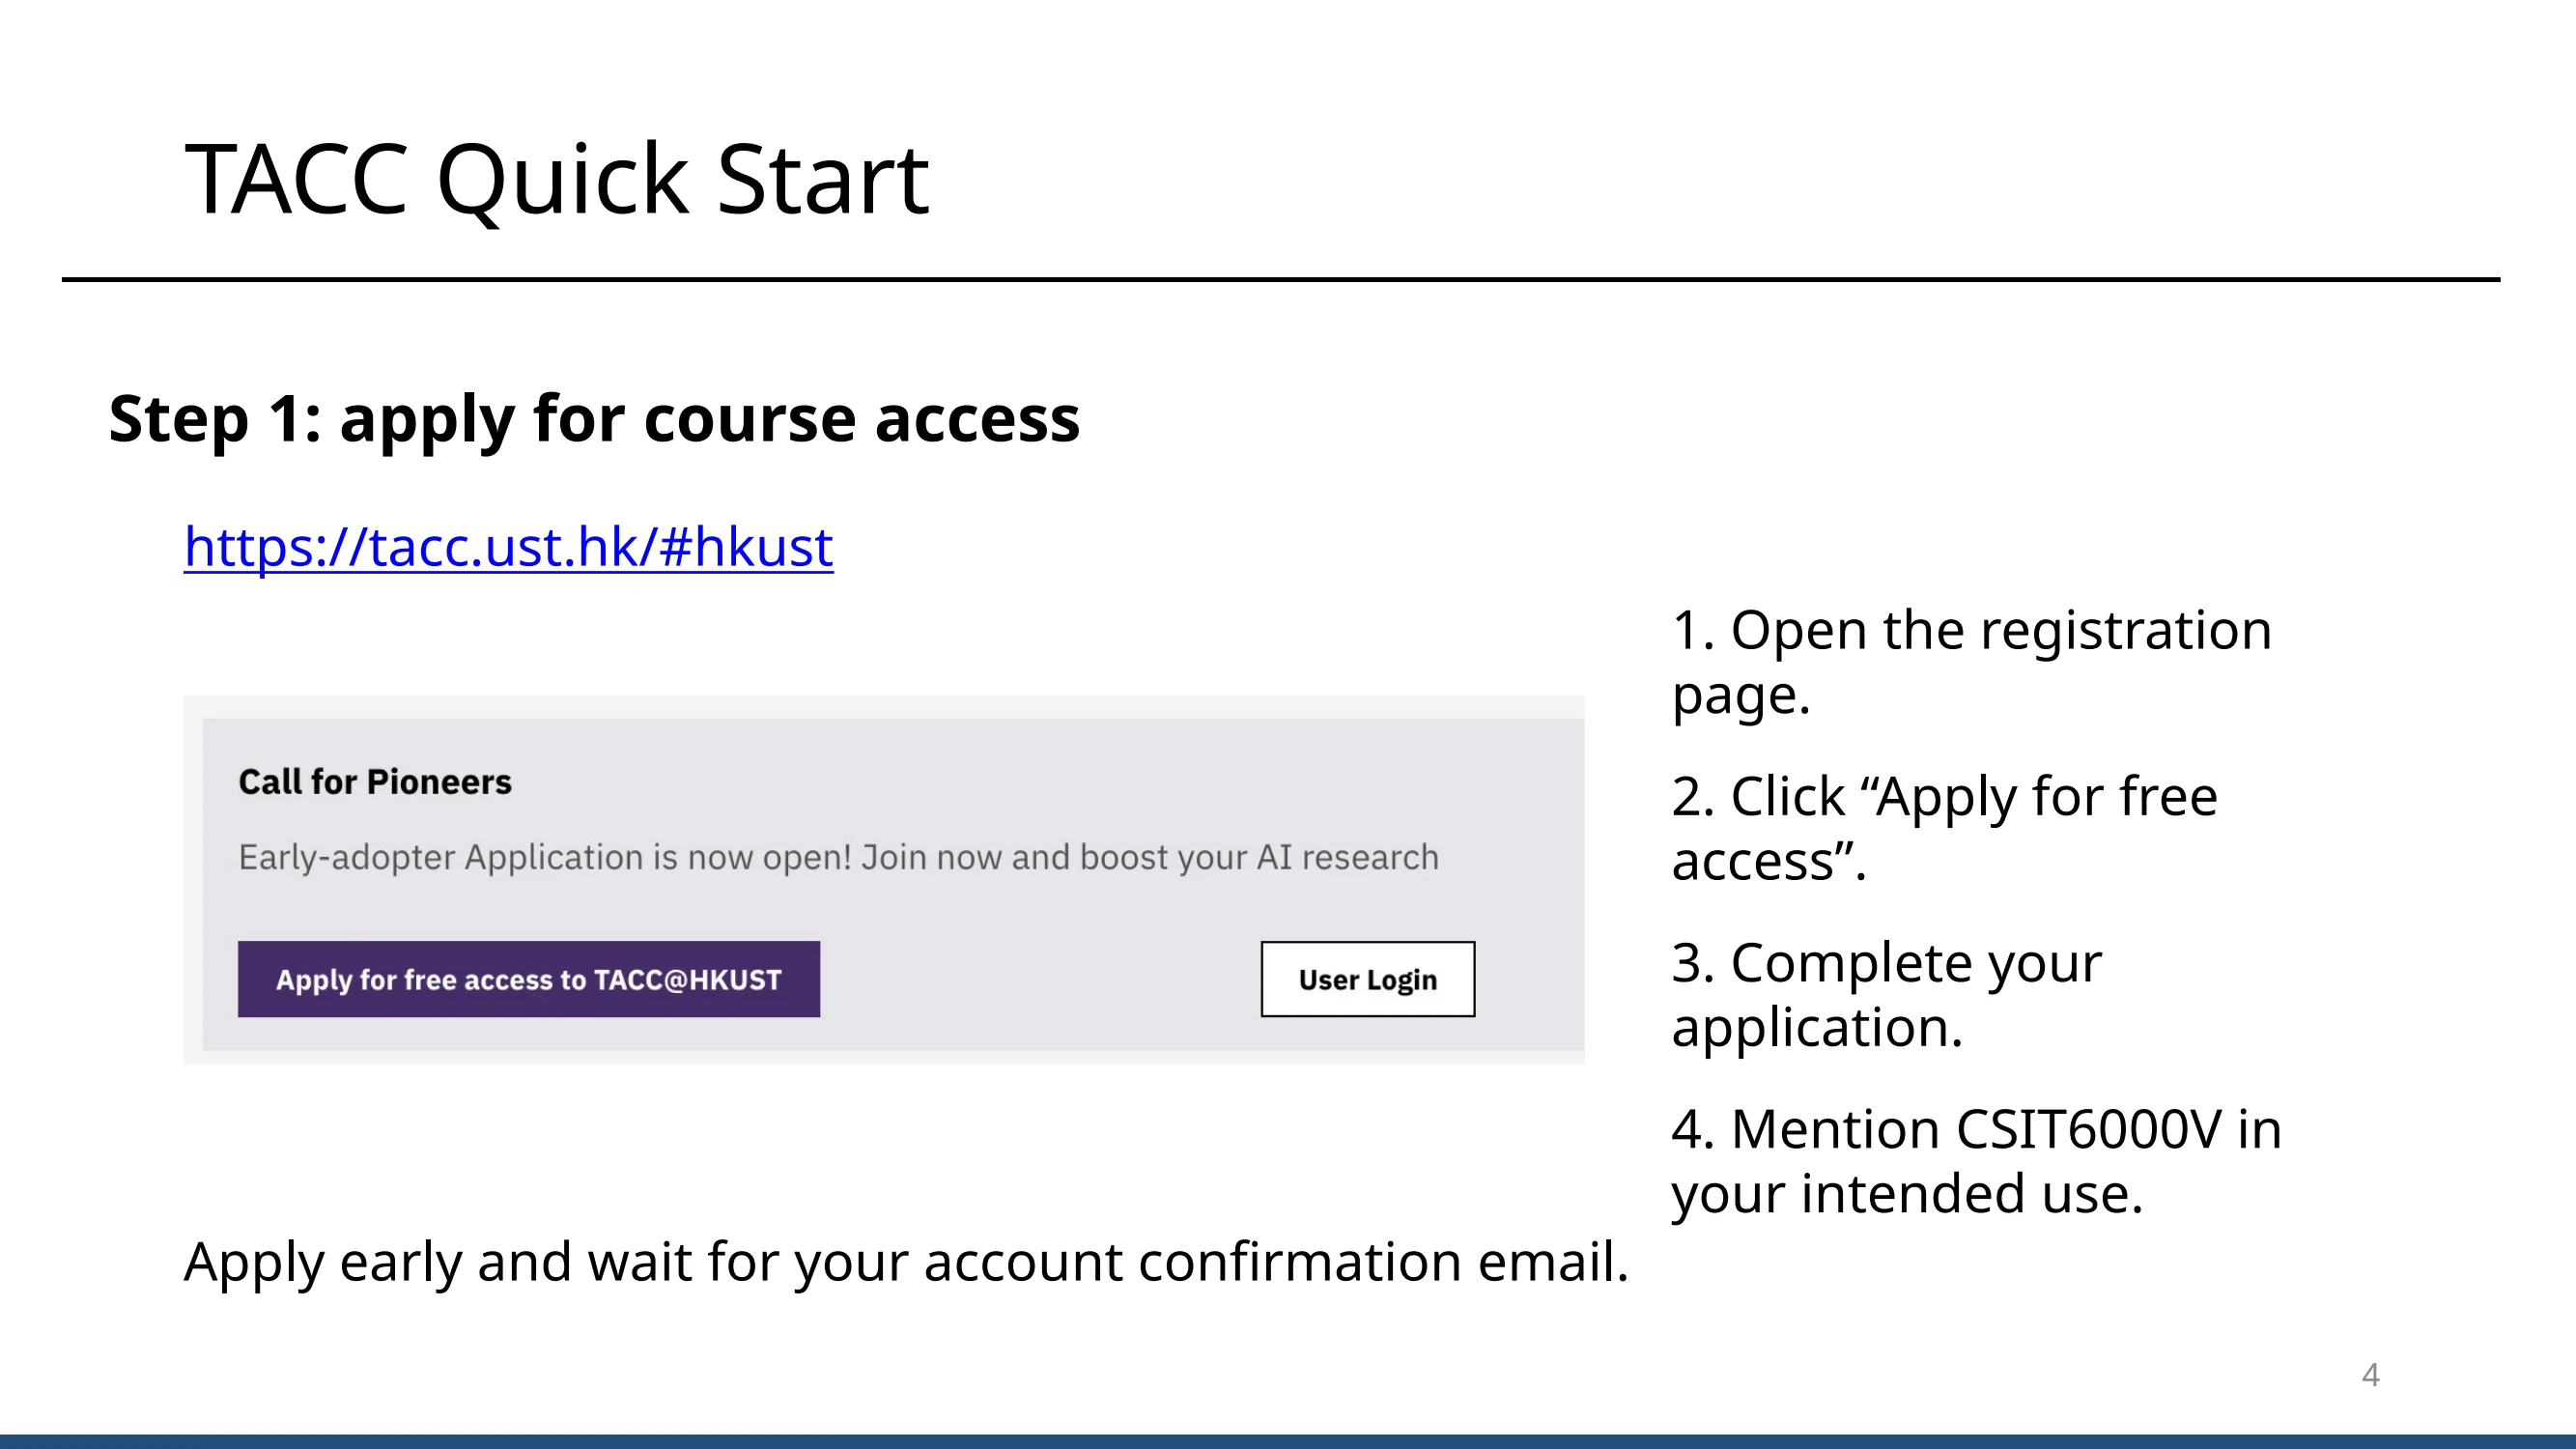 TACC Quick Start
Step 1: apply for course access
https://tacc.ust.hk/#hkust
Call for Pioneers
Early-adopter Application is now open! Join now and boost your AI research
Apply for free access to TACC@HKUST
User Login
1. Open the registration
page.
2. Click “Apply for free
access”.
3. Complete your
application.
4. Mention CSIT6000V in
your intended use.
Apply early and wait for your account confirmation email.
4